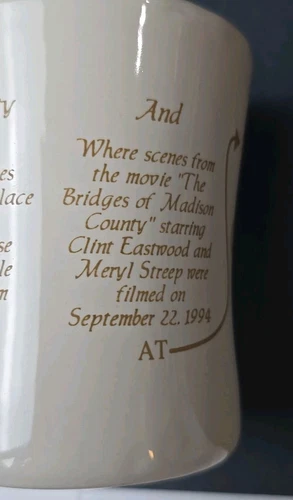 And
Where scenes from
the movie "The
Bridges of Madison
County" starring
Clint Eastwood and
Meryl Streep were
filmed on
September 22, 1994
AT